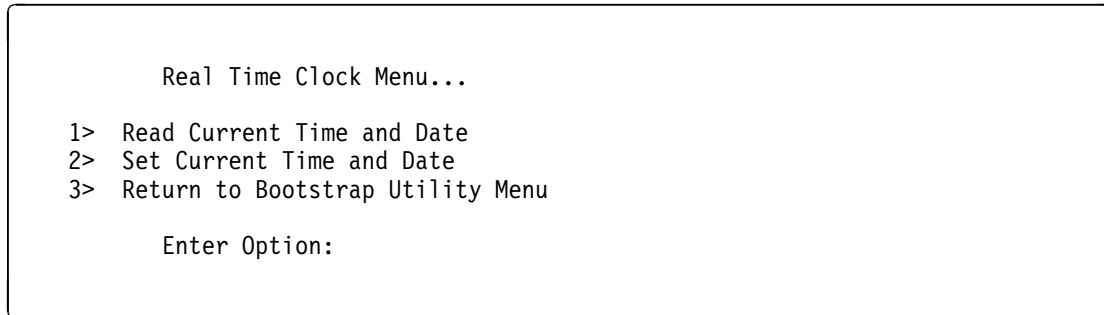 Real Time Clock Menu...
1> Read Current Time and Date
2> Set Current Time and Date
3> Return to Bootstrap Utility Menu
Enter Option: